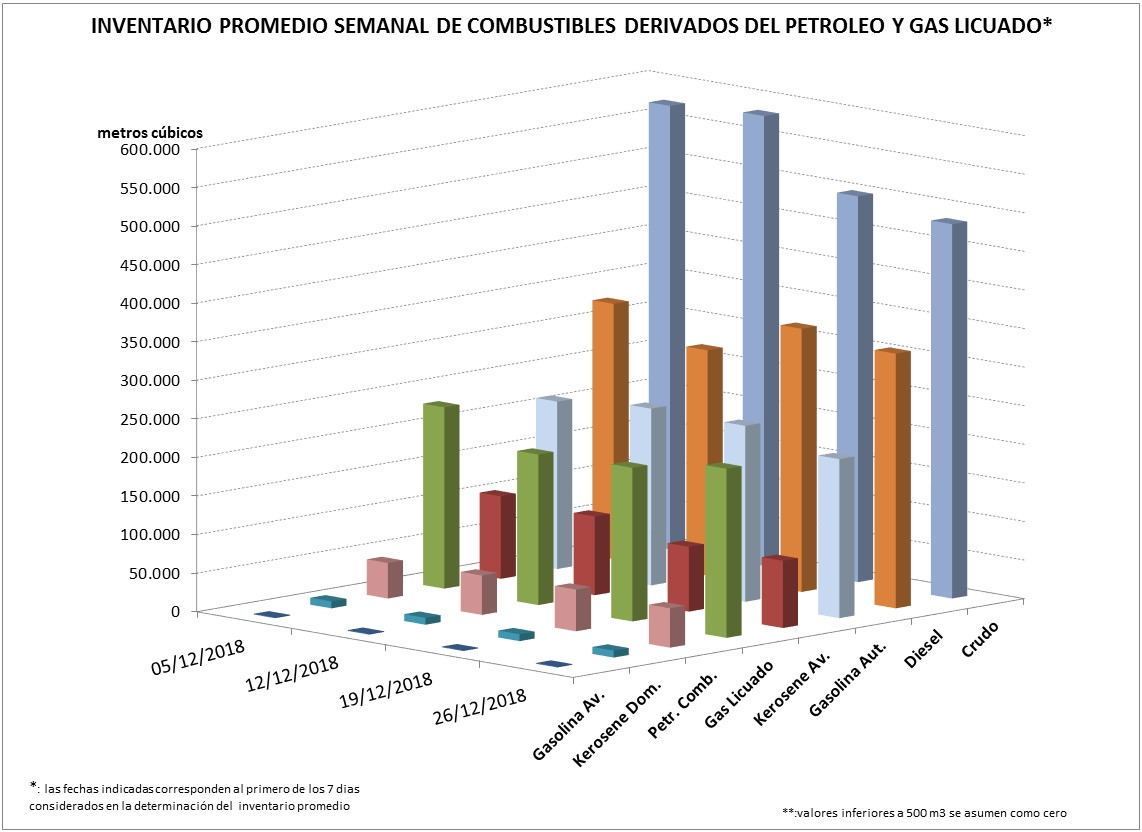 INVENTARIO PROMEDIO SEMANAL DE COMBUSTIBLES DERIVADOS DEL PETROLEO Y GAS LICUADO*
metros cúbicos
600.000
550.000
500.000
450.000
400.000
350.000
300.000
250.000
200.000
150.000
100.000
50.000
0
05/12/2018
12/12/2018
19/12/2018
26/12/2018
Gasolina Av.
Kerosene Dom.
Petr. Comb.
Gas Licuado
Kerosene Av.
Gasolina Aut.
Diesel
Crudo
*: las fechas indicadas corresponden al primero de los 7 dias
considerados en la determinación del inventario promedio
**:valores inferiores a 500 m3 se asumen como cero